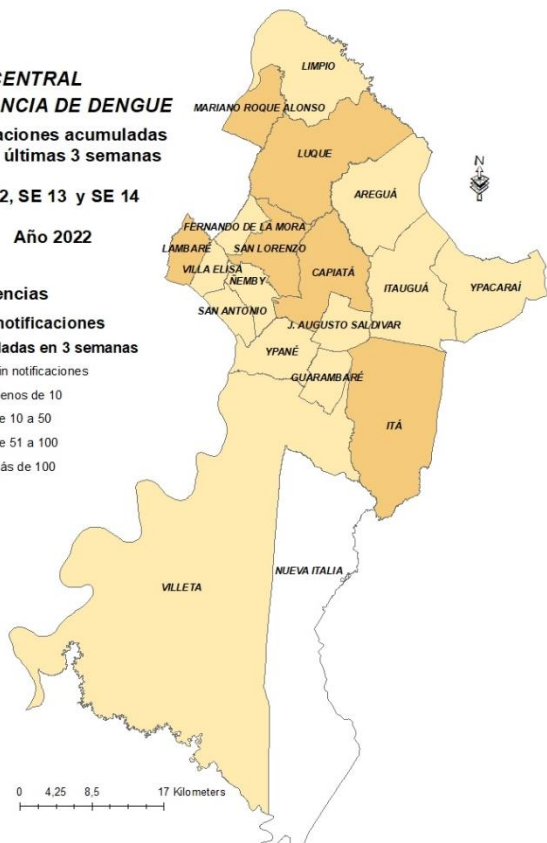 CENTRAL
NCIA DE DENGUE
aciones acumuladas
últimas 3 semanas
2, SE 13 y SE 14
Año 2022
encias
notificaciones
ladas en 3 semanas
in notificaciones
enos de 10
e 10 a 50
e 51 a 100
ás de 100
LIMPIO
MARIANO ROQUE ALONSO
LUQUE
N
AREGUÁ
FERNANDO DE LA MORA
LAMBARÉ
SAN LORENZO
VILLA ELISA
CAPIATÁ
ÑEMBY
ITAUGUÁ
YPACARAÍ
SAN ANTONIO
J. AUGUSTO SALDIVAR
YPANÉ
GUARAMBARÉ
ITÁ
NUEVA ITALIA
VILLETA
0 4,25 8,5 17 Kilometers